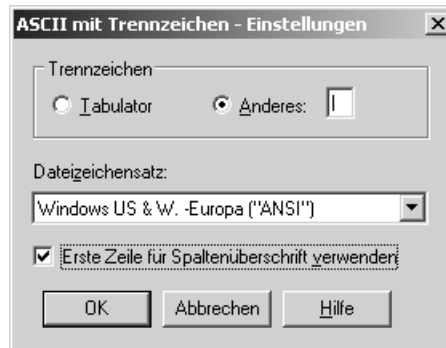 ASCII mit Trennzeichen - Einstellungen
Trennzeichen
Tabulator
Anderes: |
Dateizeichensatz:
Windows US & W. -Europa ("ANSI")
Erste Zeile für Spaltenüberschrift verwenden
OK Abbrechen Hilfe